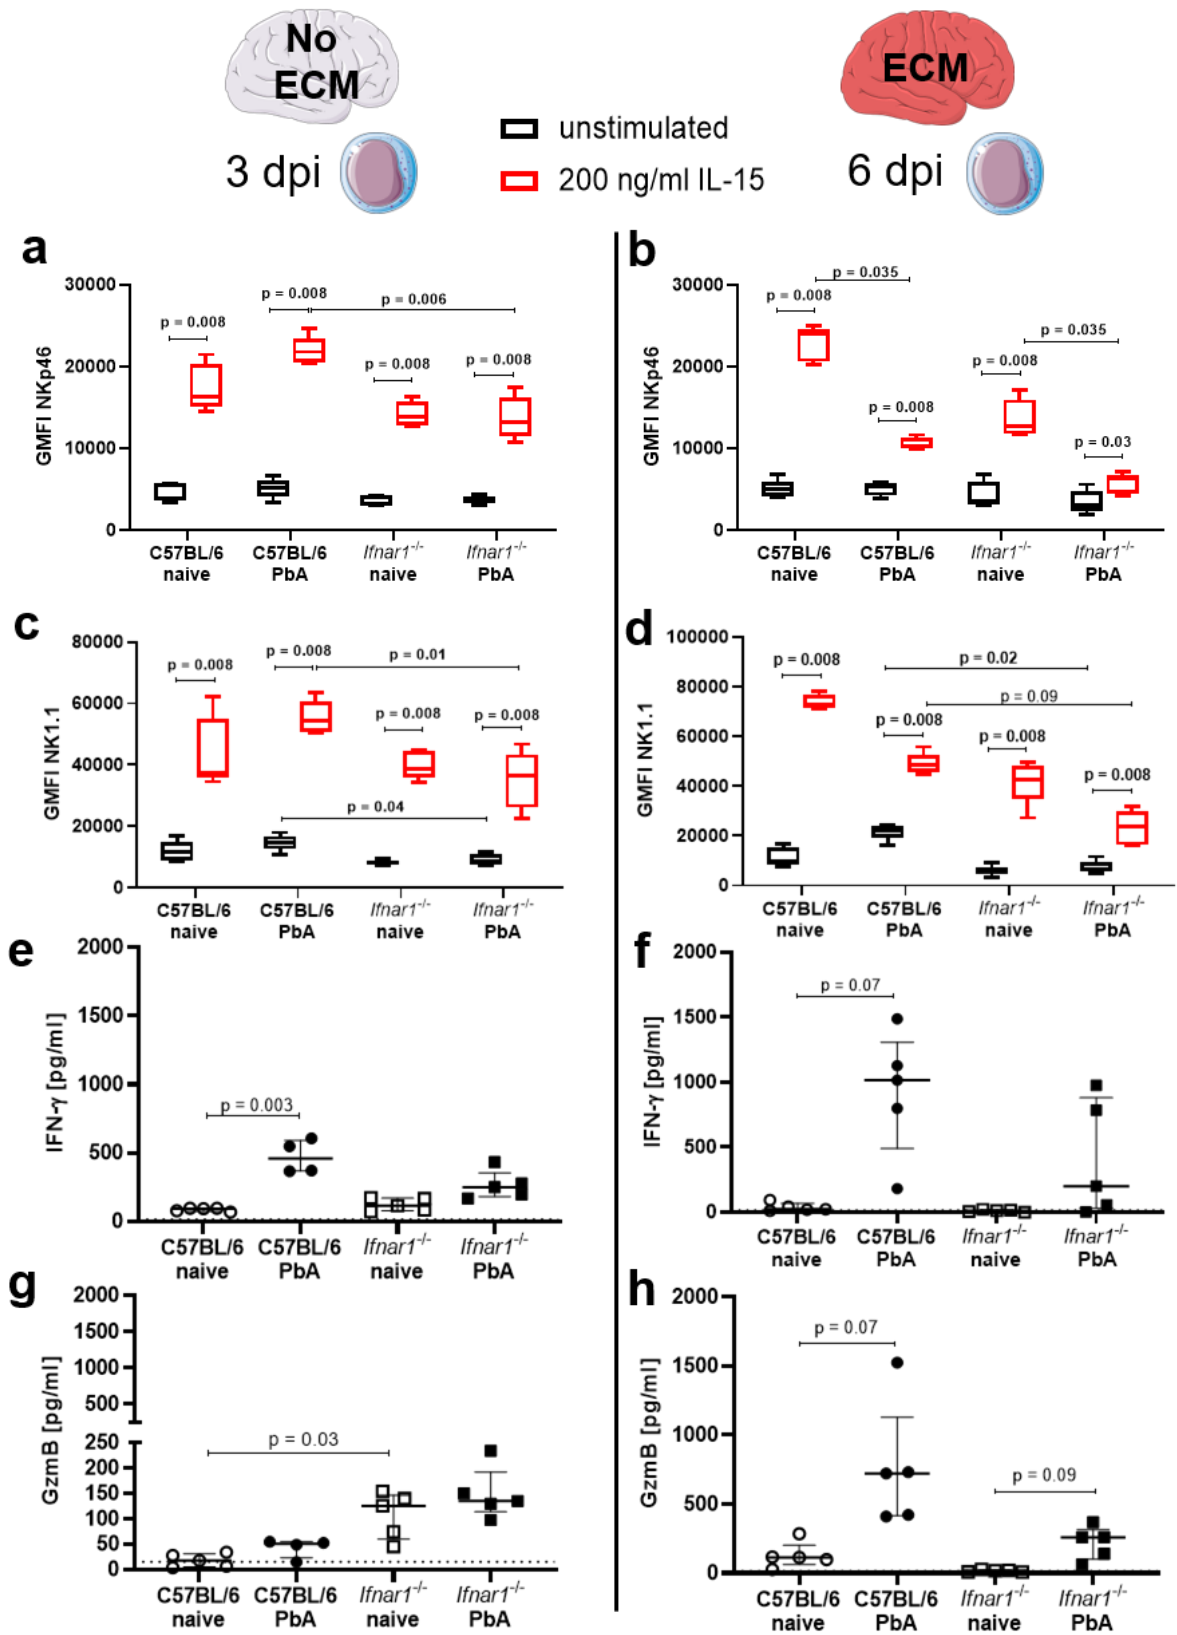 No
ECM
ECM
3 dpi
unstimulated
200 ng/ml IL-15
6 dpi
a
30000
20000
10000
0
GMFI NKp46
p = 0.008
p = 0.008
p = 0.006
p = 0.008
p = 0.008
C57BL/6
naive
C57BL/6
PbA
Ifnar1-/-
naive
Ifnar1-/-
PbA
b
30000
20000
10000
0
GMFI NKp46
p = 0.035
p = 0.008
p = 0.035
p = 0.008
p = 0.008
p = 0.03
C57BL/6
naive
C57BL/6
PbA
Ifnar1-/-
naive
Ifnar1-/-
PbA
c
80000
60000
40000
20000
0
GMFI NK1.1
p = 0.008
p = 0.008
p = 0.01
p = 0.008
p = 0.008
p = 0.04
C57BL/6
naive
C57BL/6
PbA
Ifnar1-/-
naive
Ifnar1-/-
PbA
d
100000
80000
60000
40000
20000
0
GMFI NK1.1
p = 0.008
p = 0.02
p = 0.09
p = 0.008
p = 0.008
p = 0.008
C57BL/6
naive
C57BL/6
PbA
Ifnar1-/-
naive
Ifnar1-/-
PbA
e
2000
1500
1000
500
0
IFN-γ [pg/ml]
p = 0.003
C57BL/6
naive
C57BL/6
PbA
Ifnar1-/-
naive
Ifnar1-/-
PbA
f
2000
1500
1000
500
0
IFN-γ [pg/ml]
p = 0.07
C57BL/6
naive
C57BL/6
PbA
Ifnar1-/-
naive
Ifnar1-/-
PbA
g
2000
1500
1000
500
250
200
150
100
50
0
GzmB [pg/ml]
p = 0.03
C57BL/6
naive
C57BL/6
PbA
Ifnar1-/-
naive
Ifnar1-/-
PbA
h
2000
1500
1000
500
0
GzmB [pg/ml]
p = 0.07
p = 0.09
C57BL/6
naive
C57BL/6
PbA
Ifnar1-/-
naive
Ifnar1-/-
PbA